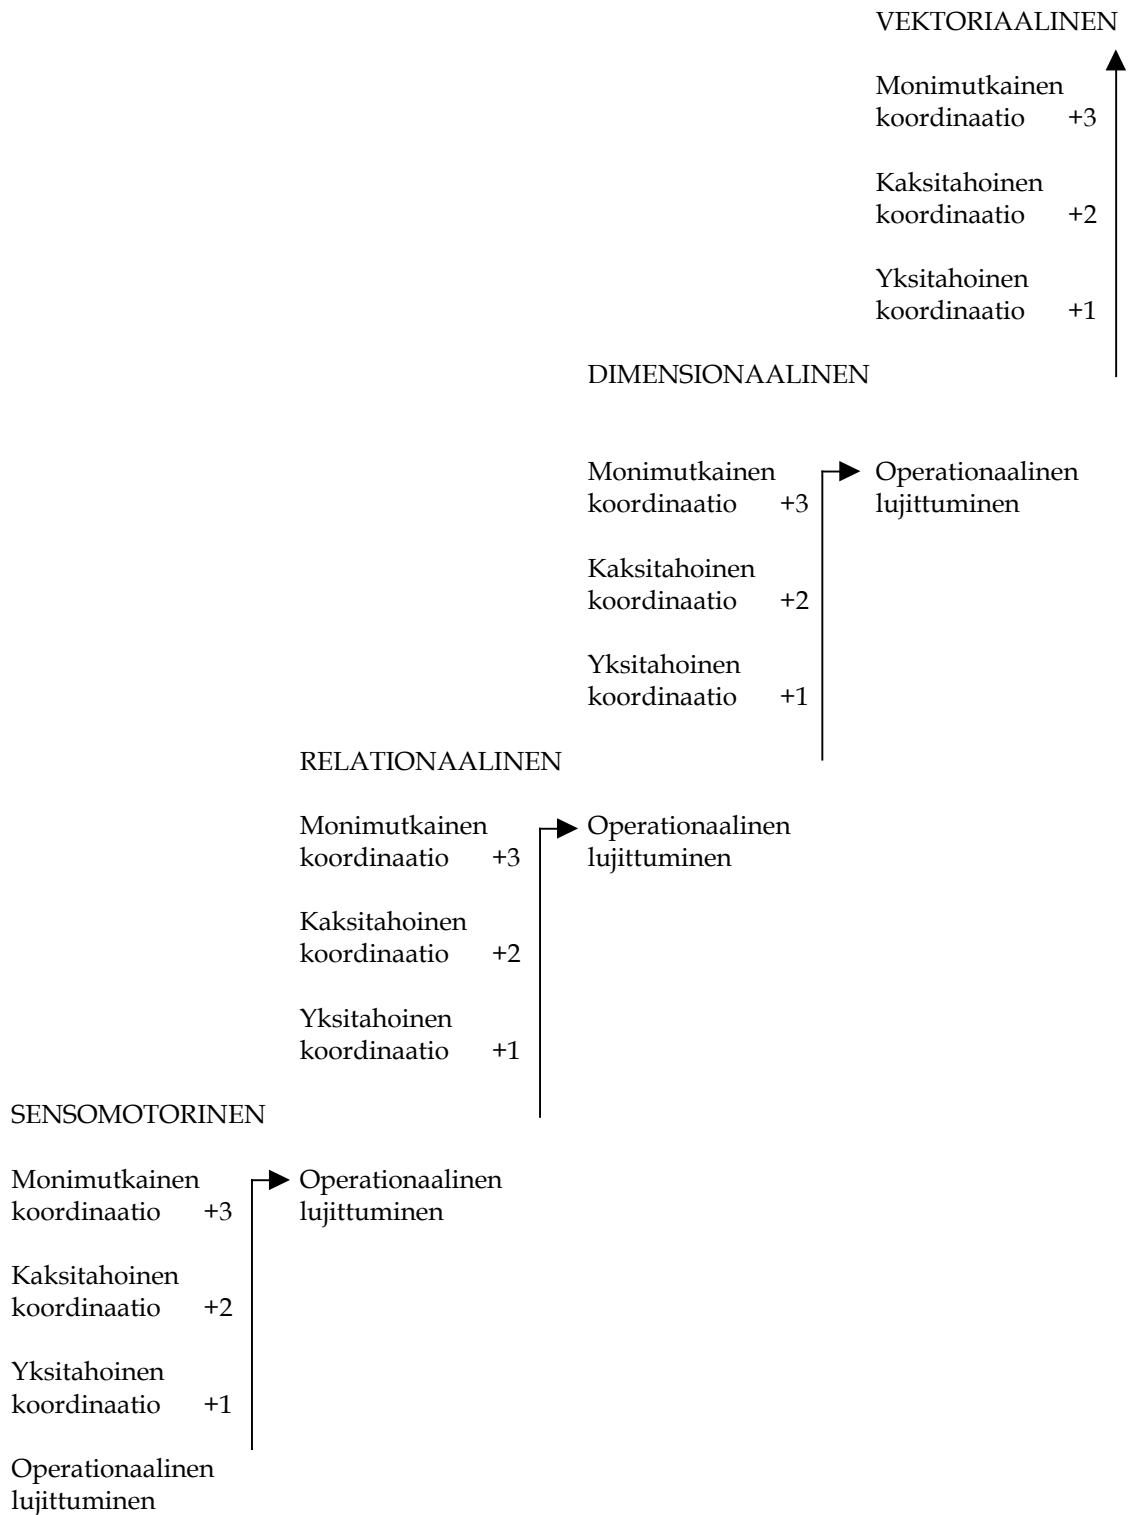 VEKTORIAALINEN
Monimutkainen
koordinaatio +3
Kaksitahoinen
koordinaatio +2
Yksitahoinen
koordinaatio +1
DIMENSIONAALINEN
Monimutkainen
koordinaatio +3
Operationaalinen
lujittuminen
Kaksitahoinen
koordinaatio +2
Yksitahoinen
koordinaatio +1
RELATIONAALINEN
Monimutkainen
koordinaatio +3
Operationaalinen
lujittuminen
Kaksitahoinen
koordinaatio +2
Yksitahoinen
koordinaatio +1
SENSOMOTORINEN
Monimutkainen
koordinaatio +3
Operationaalinen
lujittuminen
Kaksitahoinen
koordinaatio +2
Yksitahoinen
koordinaatio +1
Operationaalinen
lujittuminen